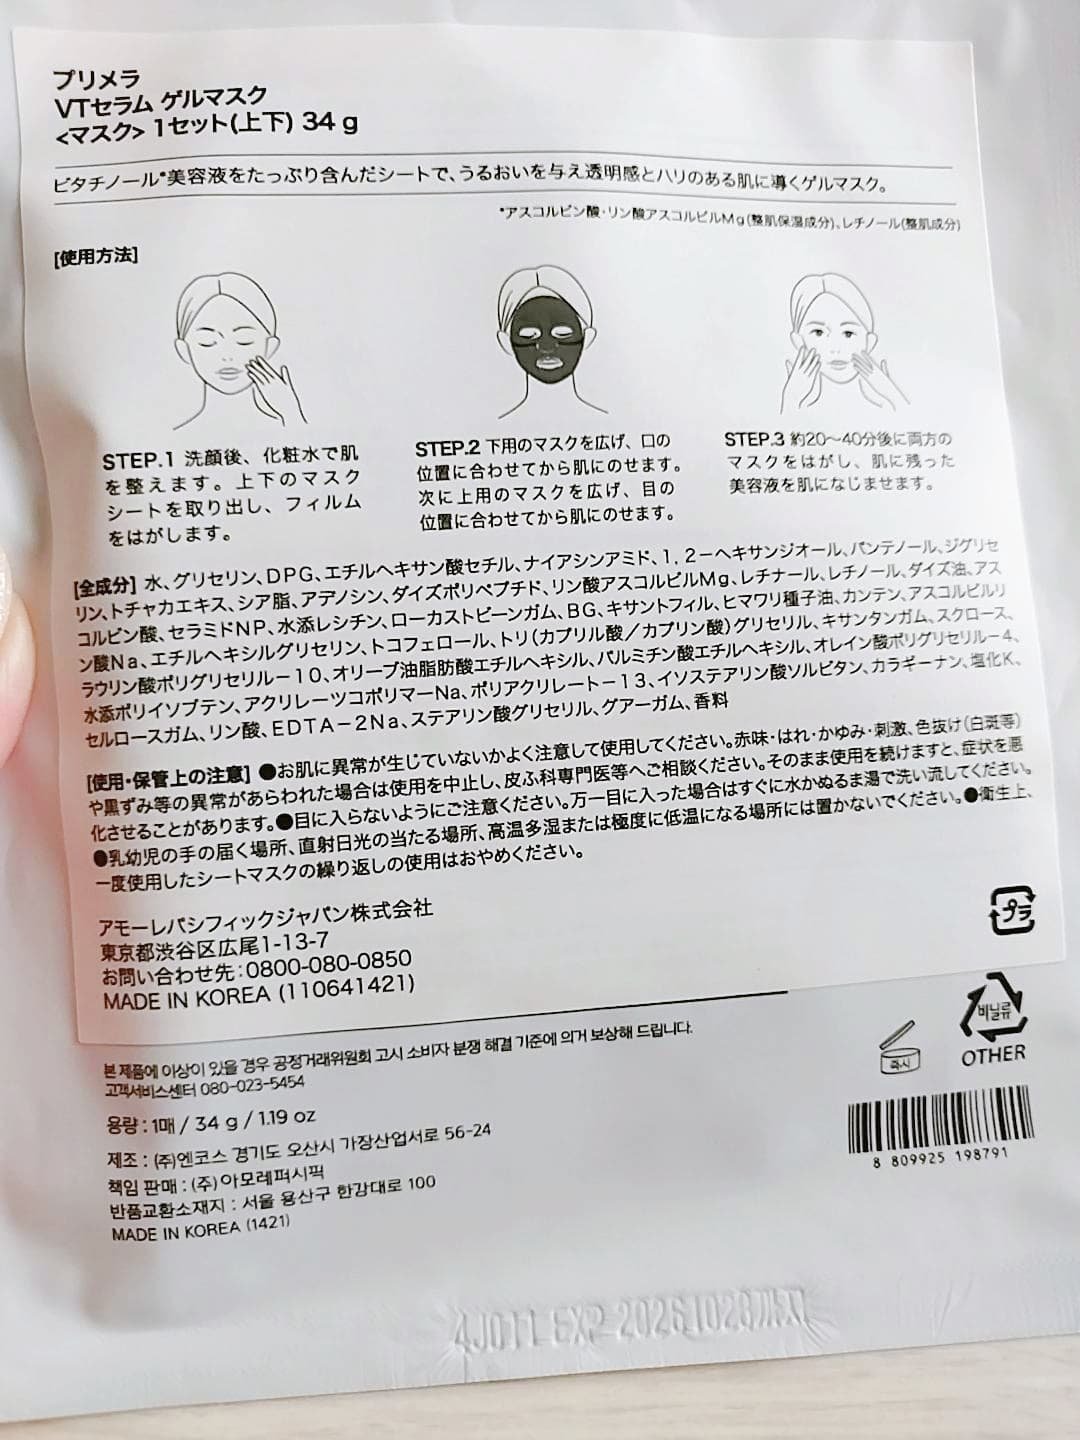 プリメラ
VTセラム ゲルマスク
<マスク> 1セット(上下) 34 g
ビタチノール*美容液をたっぷり含んだシートで、うるおいを与え透明感とハリのある肌に導くゲルマスク。
*アスコルビン酸・リン酸アスコルビルMg(整肌保湿成分)、レチノール(整肌成分)
[使用方法]
STEP.1 洗顔後、化粧水で肌
を整えます。上下のマスク
シートを取り出し、フィルム
をはがします。
STEP.2 下用のマスクを広げ、口の
位置に合わせてから肌にのせます。
次に上用のマスクを広げ、目の
位置に合わせてから肌にのせます。
STEP.3 約20〜40分後に両方の
マスクをはがし、肌に残った
美容液を肌になじませます。
[全成分] 水、グリセリン、DPG、エチルヘキサン酸セチル、ナイアシンアミド、1,2-ヘキサンジオール、パンテノール、ジグリセ
リン、トチャカエキス、シア脂、アデノシン、ダイズポリペプチド、リン酸アスコルビルMg、レチナール、レチノール、ダイズ油、アス
コルビン酸、セラミドNP、水添レシチン、ローカストビーンガム、BG、キサントフィル、ヒマワリ種子油、カンテン、アスコルビルリ
ン酸Na、エチルヘキシルグリセリン、トコフェロール、トリ(カプリル酸/カプリン酸)グリセリル、キサンタンガム、スクロース、
ラウリン酸ポリグリセリル-10、オリーブ油脂肪酸エチルヘキシル、パルミチン酸エチルヘキシル、オレイン酸ポリグリセリル-4、
水添ポリイソブテン、アクリレーツコポリマーNa、ポリアクリレート-13、イソステアリン酸ソルビタン、カラギーナン、塩化K、
セルロースガム、リン酸、EDTA-2Na、ステアリン酸グリセリル、グアーガム、香料
[使用・保管上の注意] ●お肌に異常が生じていないかよく注意して使用してください。赤味・はれ・かゆみ・刺激、色抜け(白斑等)
や黒ずみ等の異常があらわれた場合は使用を中止し、皮ふ科専門医等へご相談ください。そのまま使用を続けますと、症状を悪
化させることがあります。●目に入らないようにご注意ください。万一目に入った場合はすぐに水かぬるま湯で洗い流してください。
●乳幼児の手の届く場所、直射日光の当たる場所、高温多湿または極度に低温になる場所には置かないでください。●衛生上、
一度使用したシートマスクの繰り返しの使用はおやめください。
アモーレパシフィックジャパン株式会社
東京都渋谷区広尾1-13-7
お問い合わせ先：0800-080-0850
MADE IN KOREA (110641421)
プラ
본 제품에 이상이 있을 경우 공정거래위원회 고시 소비자 분쟁 해결 기준에 의거 보상해 드립니다.
고객서비스센터 080-023-5454
용량 : 1매 / 34 g / 1.19 oz
제조 : (주)엔코스 경기도 오산시 가장산업서로 56-24
책임 판매 : (주)아모레퍼시픽
반품교환소재지 : 서울 용산구 한강대로 100
MADE IN KOREA (1421)
즉시
비닐류
OTHER
8 809925 198791
4J011 EXP 20261028까지